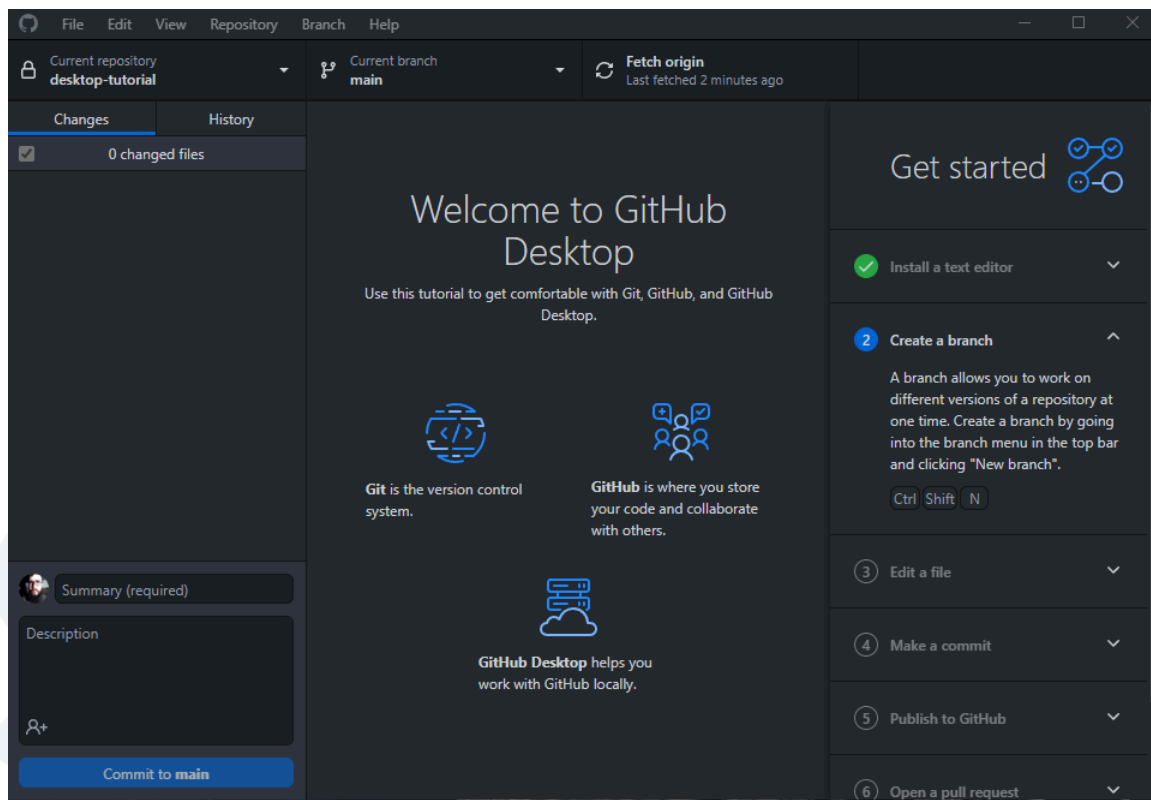 File Edit View Repository Branch Help
Current repository
desktop-tutorial
Current branch
main
Fetch origin
Last fetched 2 minutes ago
Changes History
0 changed files
Summary (required)
Description
Commit to main
Welcome to GitHub
Desktop
Use this tutorial to get comfortable with Git, GitHub, and GitHub
Desktop.
Git is the version control
system.
GitHub is where you store
your code and collaborate
with others.
GitHub Desktop helps you
work with GitHub locally.
Get started
Install a text editor
2 Create a branch
A branch allows you to work on
different versions of a repository at
one time. Create a branch by going
into the branch menu in the top bar
and clicking "New branch".
Ctrl Shift N
3 Edit a file
4 Make a commit
5 Publish to GitHub
6 Open a pull request